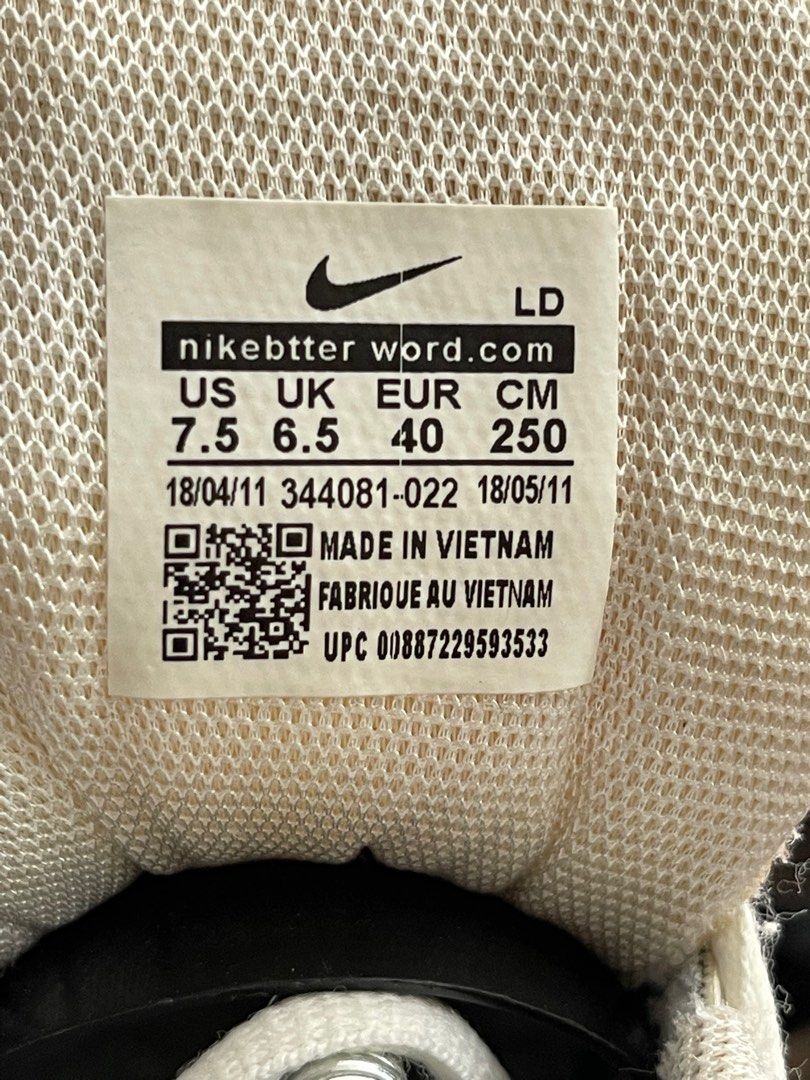 LD
nikebtter word.com
US UK EUR CM
7.5 6.5 40 250
18/04/11 344081-022 18/05/11
MADE IN VIETNAM
FABRIOUE AU VIETNAM
UPC 00887229593533